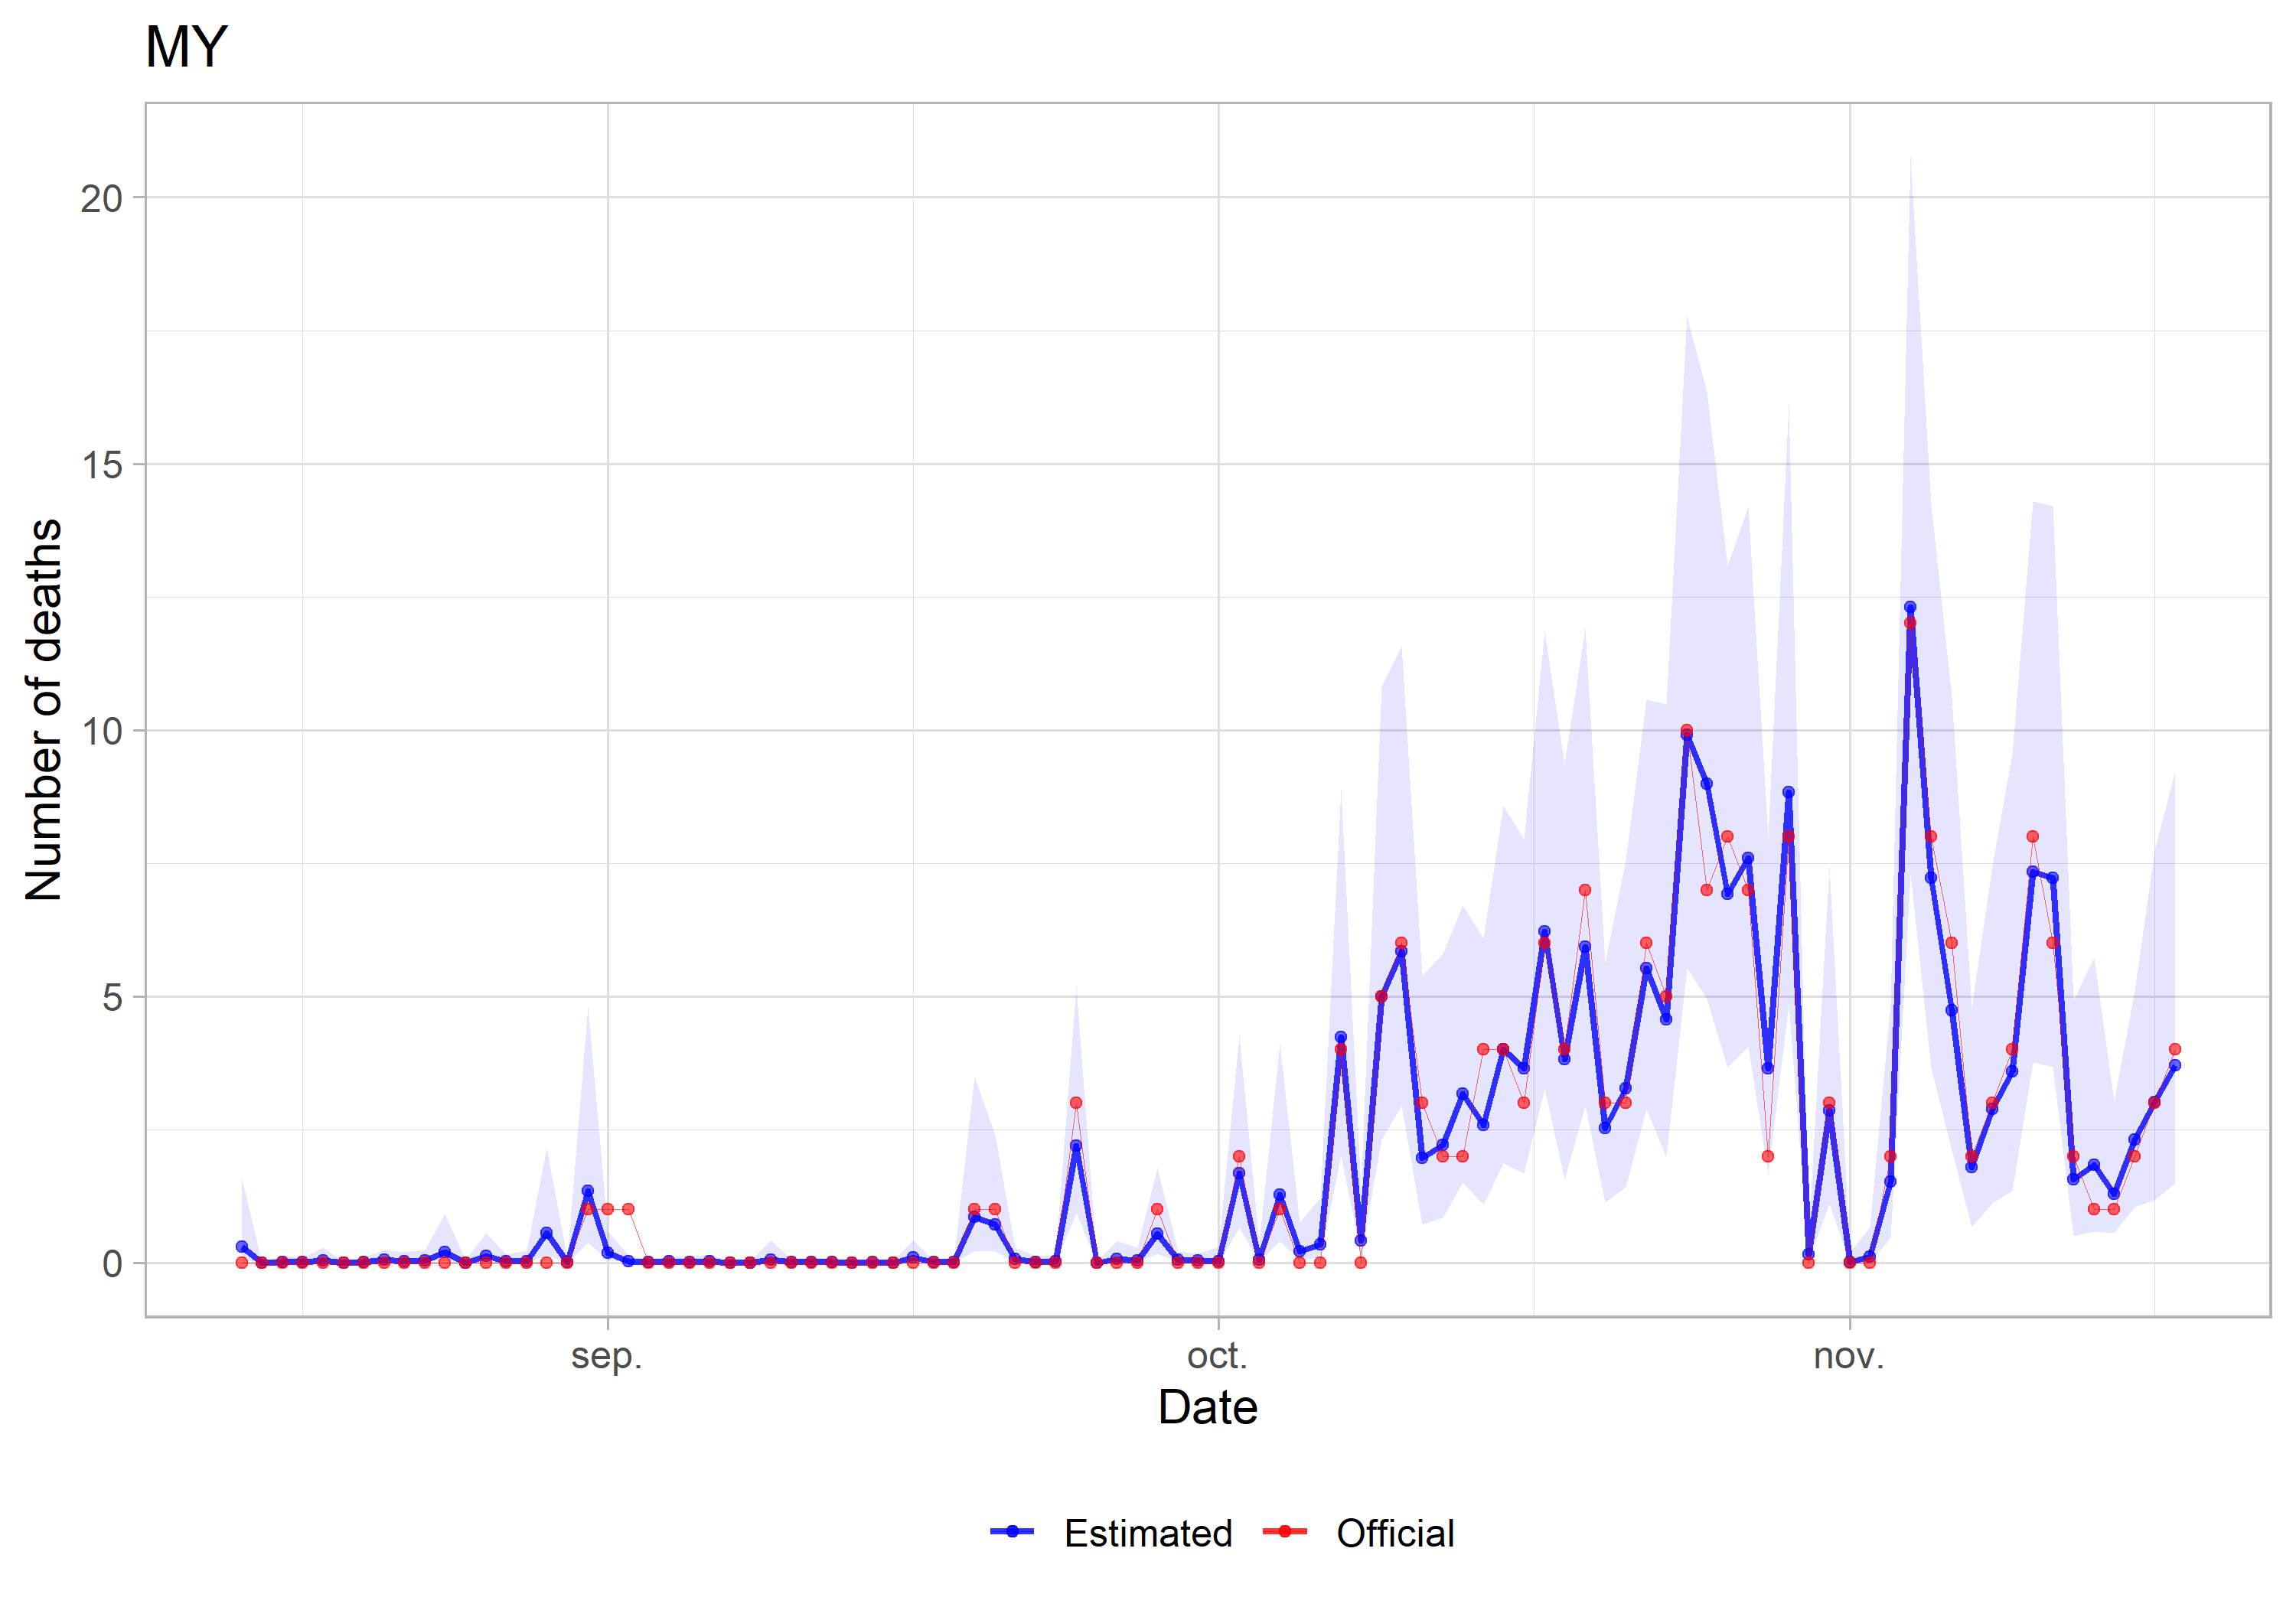 MY
20
15
10
5
0
Number of deaths
sep.
oct.
nov.
Date
Estimated
Official